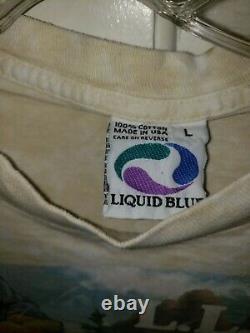 100% COTTON
MADE IN USA
CARE ON REVERSE
L
LIQUID BLUE